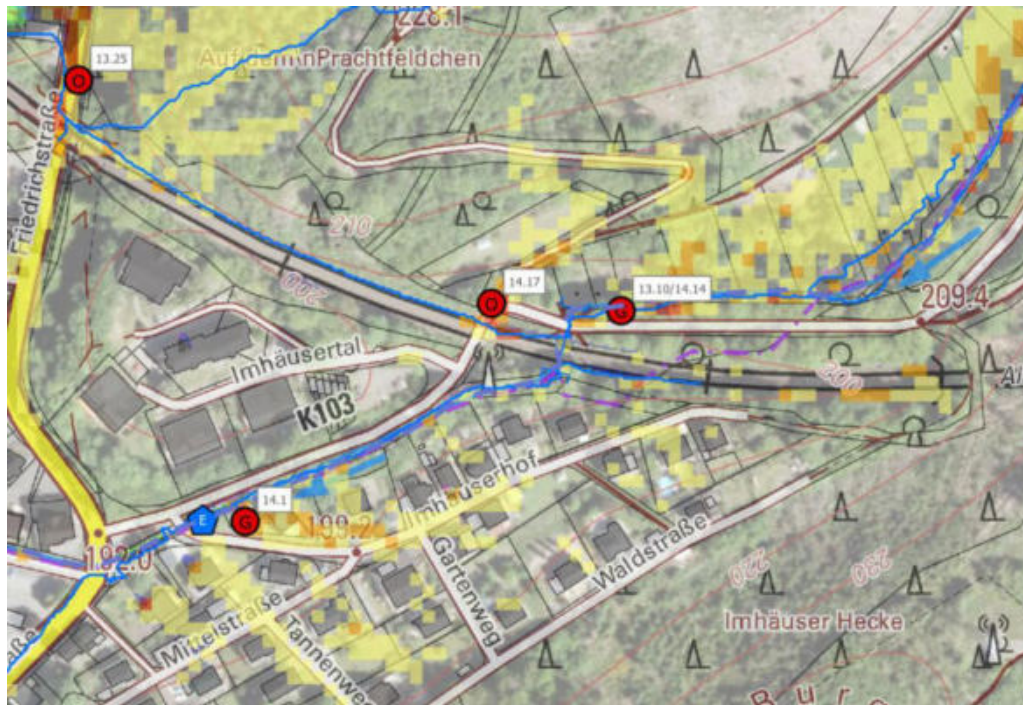 228.1
13.25
Auf dem
Prachtfeldchen
Friedrichstraße
210
200
14.17
13.10/14.14
O
O
G
209.4
Imhäusertal
K103
200
Imhäuserhof
14.1
E
G
199.2
192.0
Waldstraße
Gartenweg
Mittelstraße
Tannenweg
220
230
Imhäuser Hecke